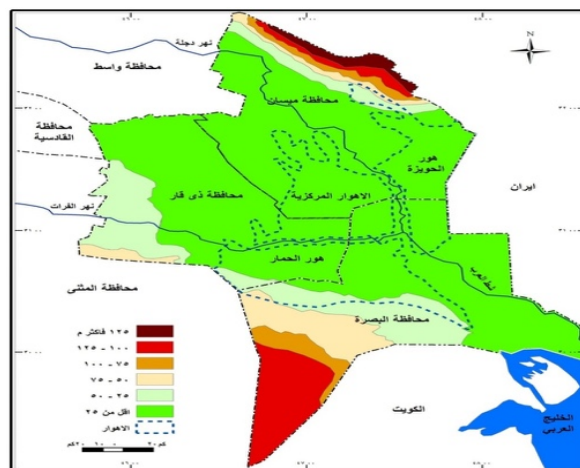 نهر دجلة
محافظة واسط
N
محافظة ميسان
محافظة
القادسية
هور
الحويزة
ايران
الاهوار المركزية
محافظة ذي قار
نهر الفرات
هور الحمار
شط العرب
محافظة المثنى
محافظة البصرة
١٢٥ فاكثر م
١٠٠ - ١٢٥
٧٥ - ١٠٠
٥٠ - ٧٥
٢٥ - ٥٠
اقل من ٢٥
الاهوار
الكويت
الخليج
العربي